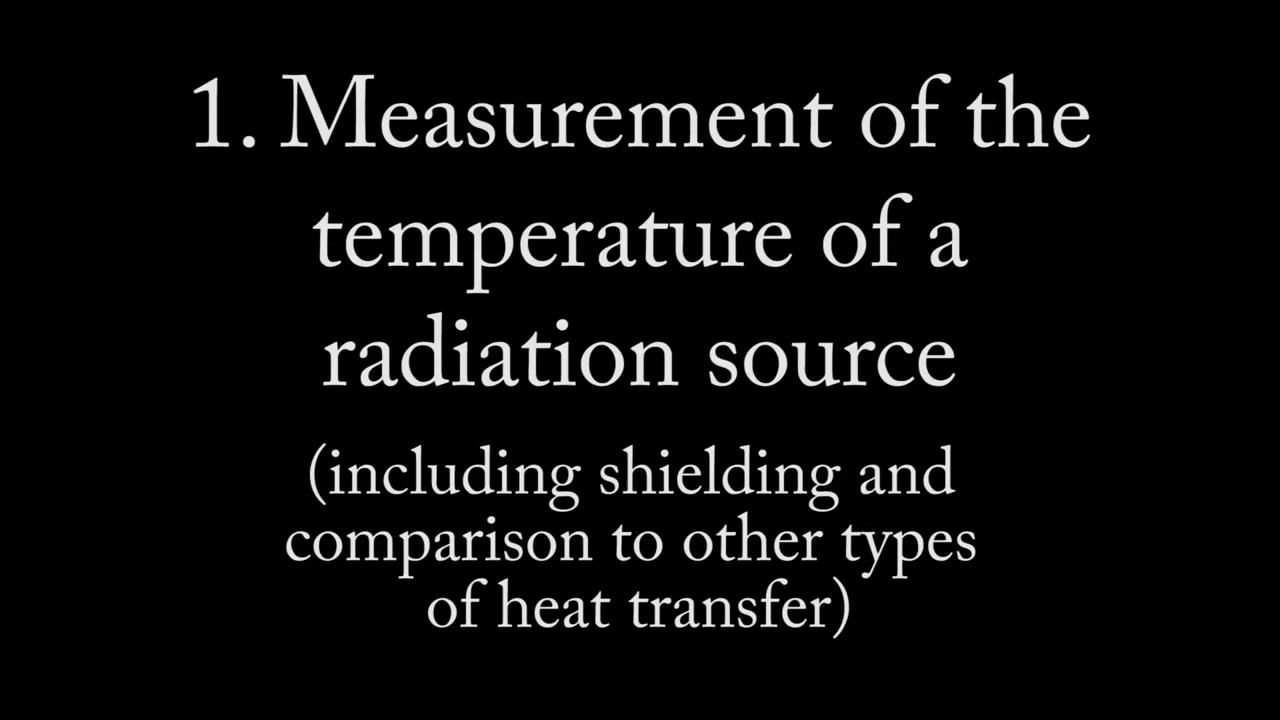 1. Measurement of the
temperature of a
radiation source
(including shielding and
comparison to other types
of heat transfer)